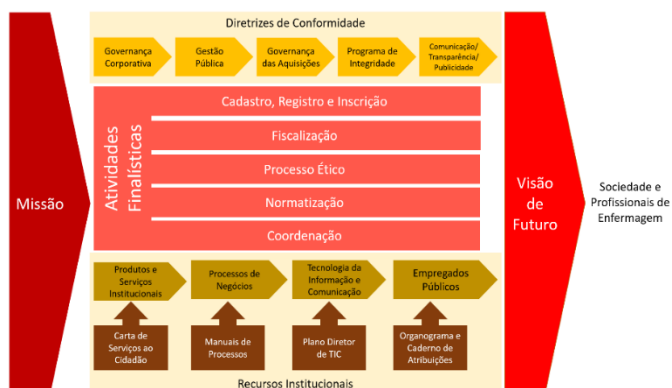 Diretrizes de Conformidade
Governança
Corporativa
Gestão
Pública
Governança
das Aquisições
Programa de
Integridade
Comunicação/
Transparência/
Publicidade
Missão
Atividades
Finalísticas
Cadastro, Registro e Inscrição
Fiscalização
Processo Ético
Normatização
Coordenação
Visão
de
Futuro
Sociedade e
Profissionais de
Enfermagem
Produtos e
Serviços
Institucionais
Processos de
Negócios
Tecnologia da
Informação e
Comunicação
Empregados
Públicos
Carta de
Serviços ao
Cidadão
Manuais de
Processos
Plano Diretor
de TIC
Organograma e
Caderno de
Atribuições
Recursos Institucionais